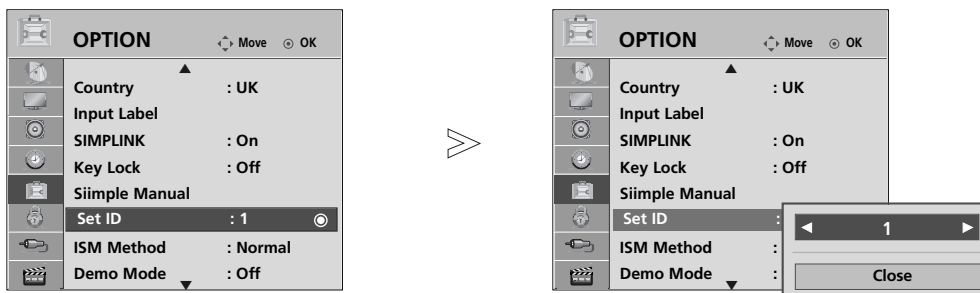 OPTION Move OK
Country : UK
Input Label
SIMPLINK : On
Key Lock : Off
Siimple Manual
Set ID : 1
ISM Method : Normal
Demo Mode : Off
OPTION Move OK
Country : UK
Input Label
SIMPLINK : On
Key Lock : Off
Siimple Manual
Set ID :
ISM Method :
Demo Mode :
◄ 1 ►
Close